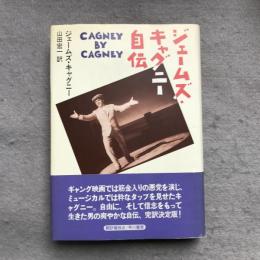 ジェームズ・
キャグニー
自伝
CAGNEY
BY
CAGNEY
ジェームズ・キャグニー
山田宏一 訳
ギャング映画では筋金入りの悪党を演じ、
ミュージカルでは粋なタップを見せたキャ
グニー。自由に、そして信念をもって
生きた男の爽やかな自伝、完訳決定版!